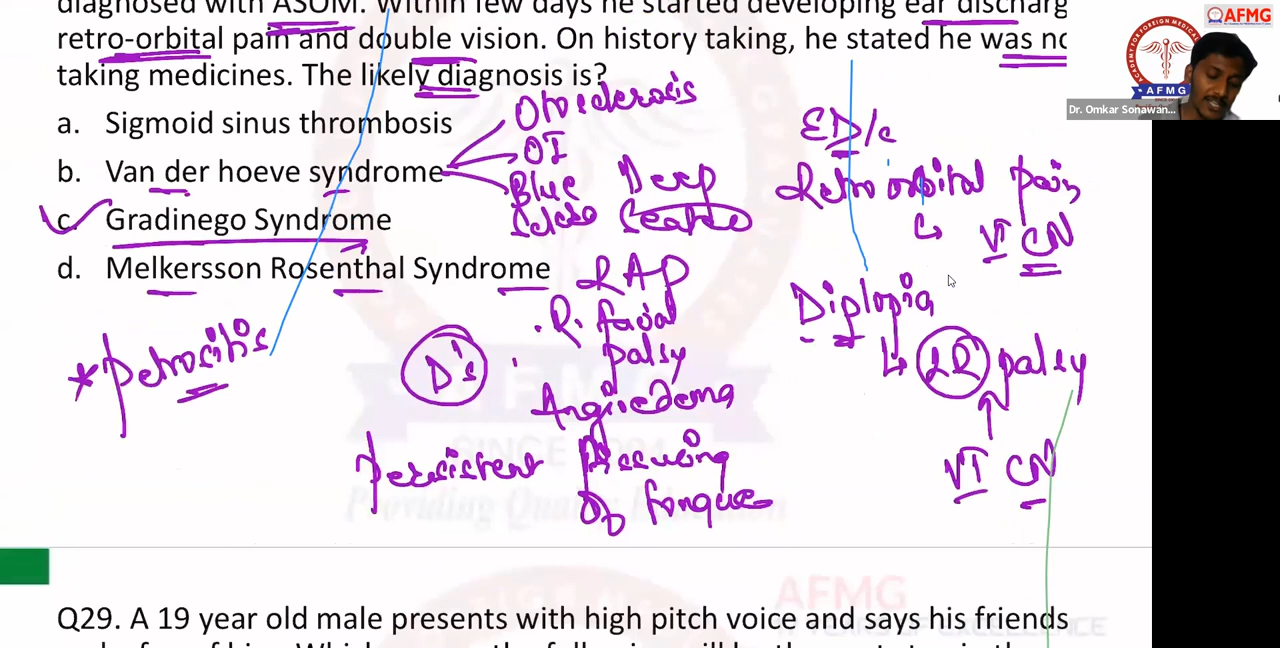 diagnosed with ASOM. Within few days he started developing ear discharg
retro-orbital pain and double vision. On history taking, he stated he was no
taking medicines. The likely diagnosis is?
a. Sigmoid sinus thrombosis
b. Van der hoeve syndrome
c. Gradinego Syndrome
d. Melkersson Rosenthal Syndrome
Otosclerosis
OI
Blue
Sclera
Deep
ED/c
Retro orbital pain
VI CN
Diplopia
LR palsy
VI CN
*Petrositis
D's
RAP
R. facial
palsy
Angiedema
Persistent
Of Tongue
SINCE
Q29. A 19 year old male presents with high pitch voice and says his friends
AFMG
AFMG
AFMG
Dr. Omkar Sonawan...